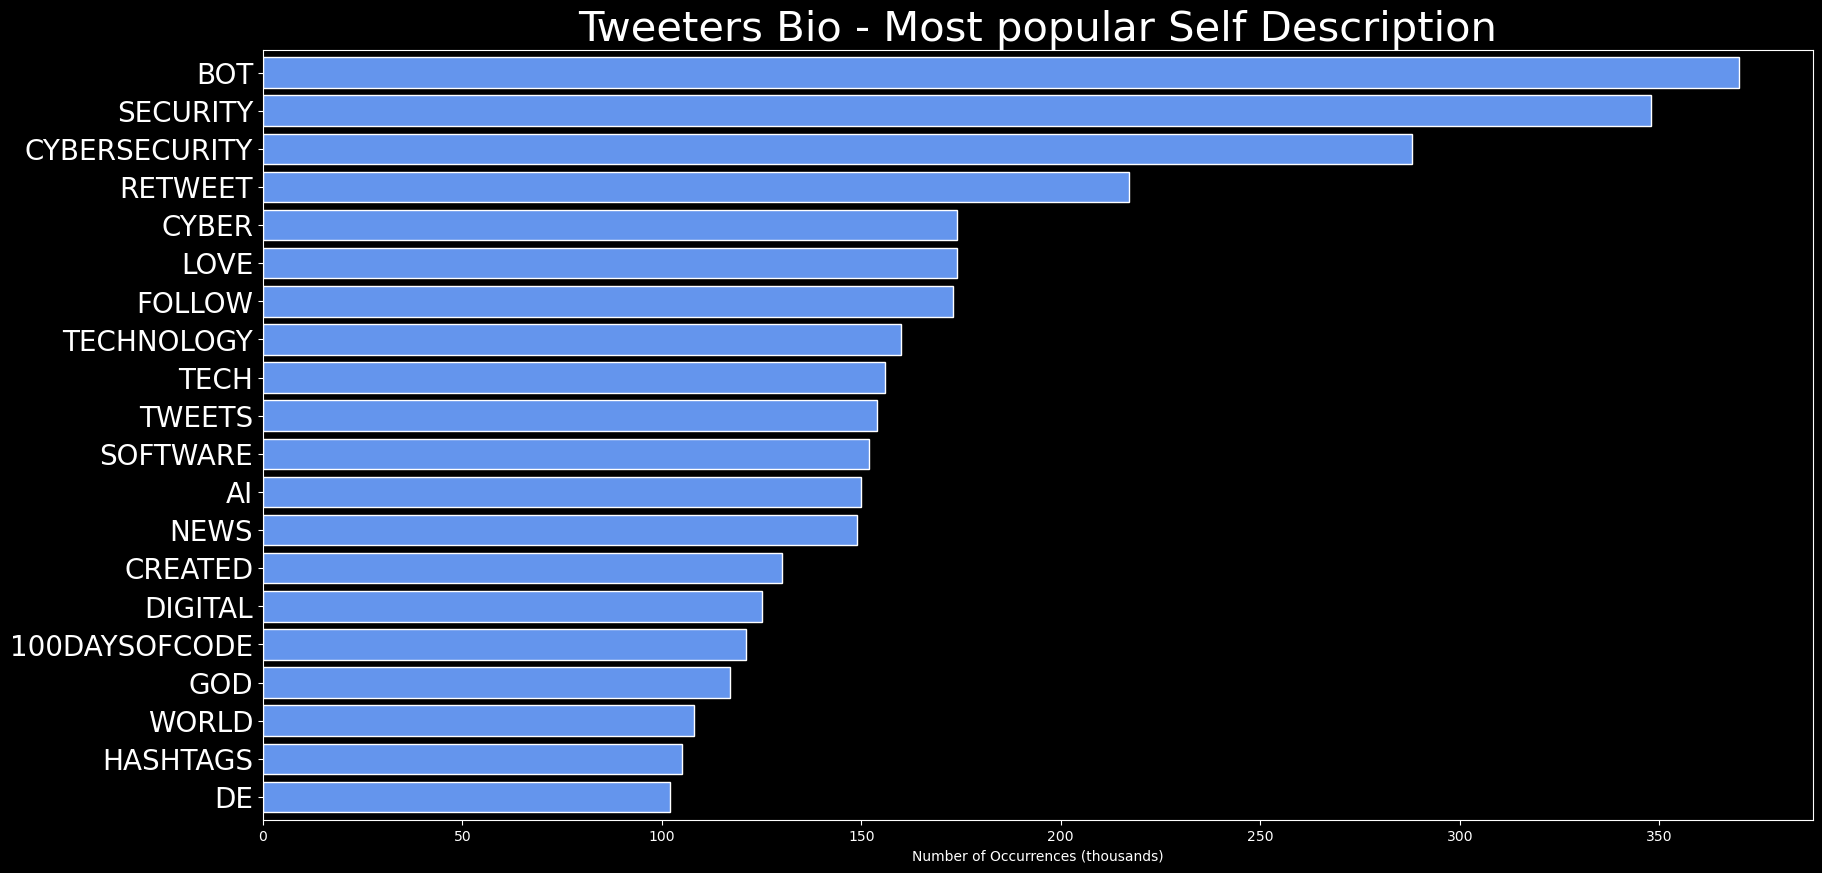 Tweeters Bio - Most popular Self Description
BOT
SECURITY
CYBERSECURITY
RETWEET
CYBER
LOVE
FOLLOW
TECHNOLOGY
TECH
TWEETS
SOFTWARE
AI
NEWS
CREATED
DIGITAL
100DAYSOFCODE
GOD
WORLD
HASHTAGS
DE
0 50 100 150 200 250 300 350
Number of Occurrences (thousands)